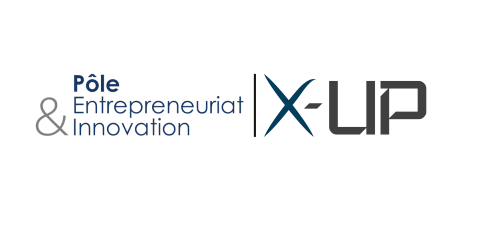 Pôle
Entrepreneuriat
& Innovation
X-UP